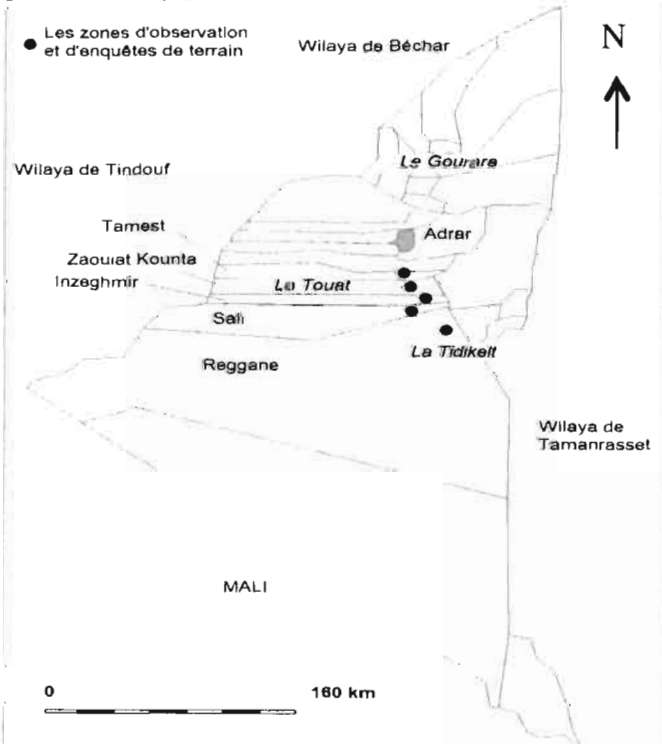 Les zones d'observation
et d'enquêtes de terrain
Wilaya de Béchar
N
Le Gourara
Wilaya de Tindouf
Tamest
Adrar
Zaouiat Kounta
Inzeghmir
Le Touat
Sali
La Tidikelt
Reggane
Wilaya de
Tamanrasset
MALI
0
160 km